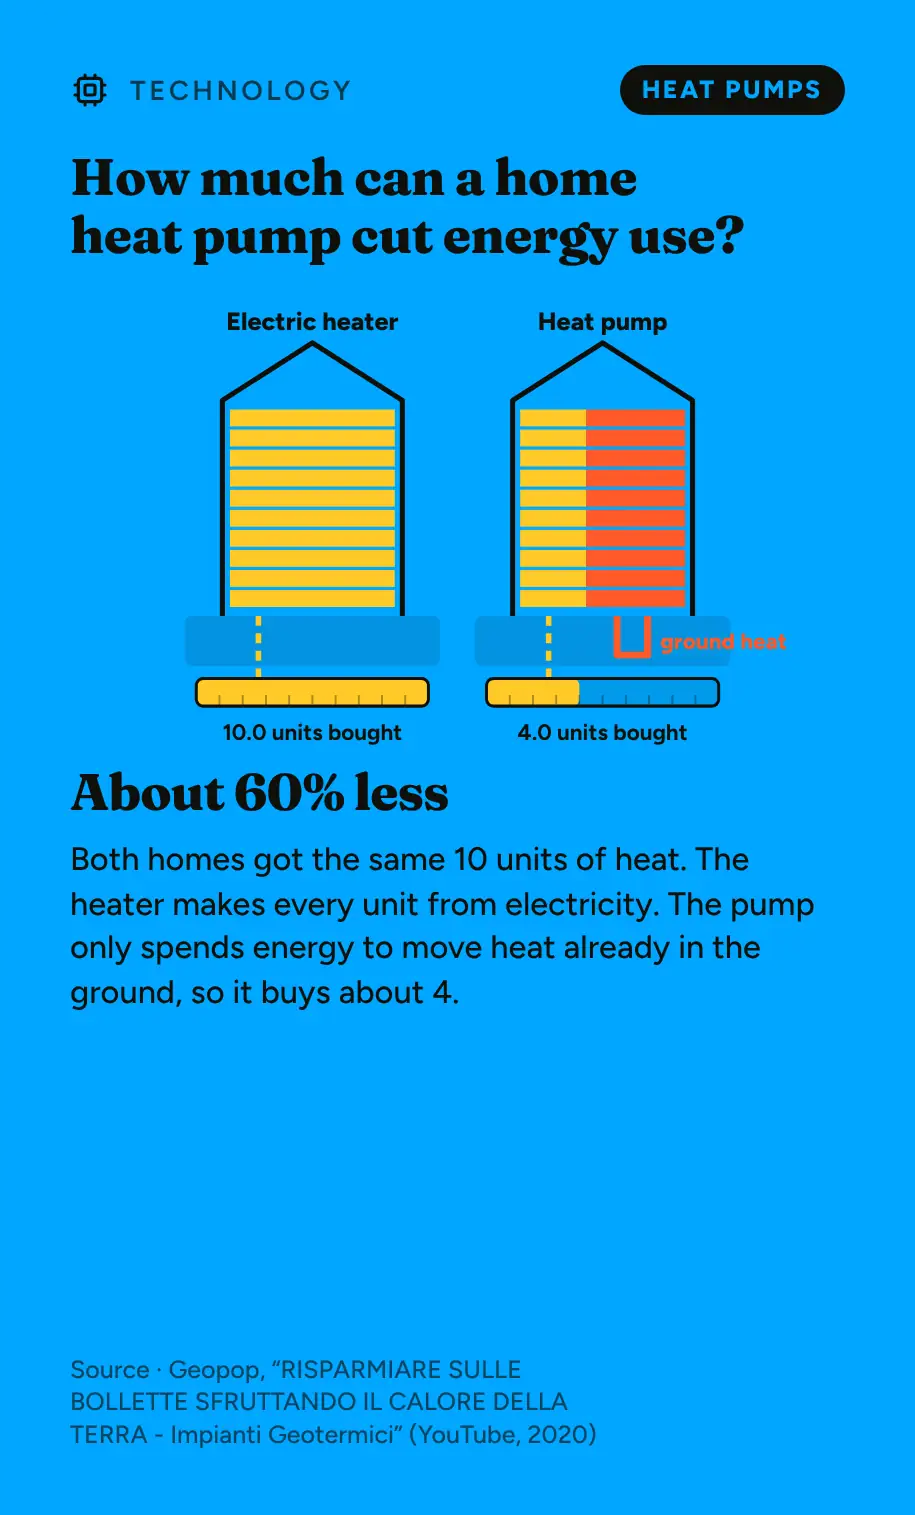 TECHNOLOGY
HEAT PUMPS
How much can a home
heat pump cut energy use?
Electric heater
Heat pump
ground heat
10.0 units bought
4.0 units bought
About 60% less
Both homes got the same 10 units of heat. The
heater makes every unit from electricity. The pump
only spends energy to move heat already in the
ground, so it buys about 4.
Source · Geopop, “RISPARMIARE SULLE
BOLLETTE SFRUTTANDO IL CALORE DELLA
TERRA - Impianti Geotermici” (YouTube, 2020)